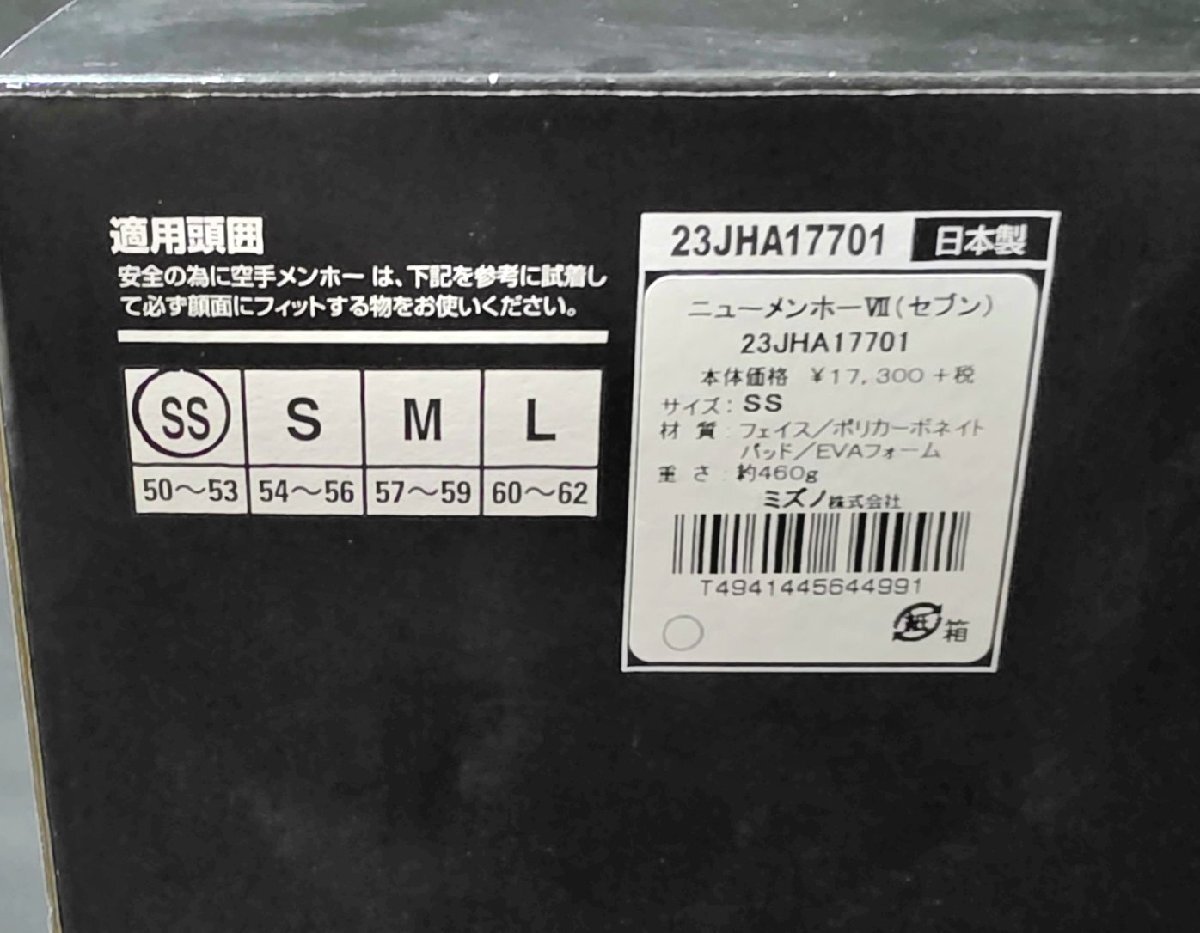 適用頭囲
安全の為に空手メンホーは、下記を参考に試着し
て必ず顔面にフィットする物をお使いください。
SS S M L
50～53 54～56 57～59 60～62
23JHA17701 日本製
ニューメンホーⅦ(セブン)
23JHA17701
本体価格 ¥17,300+税
サイズ: SS
材 質: フェイス/ポリカーボネイト
パッド/EVAフォーム
重 さ: 約460g
ミズノ株式会社
T4941445644991
紙 箱